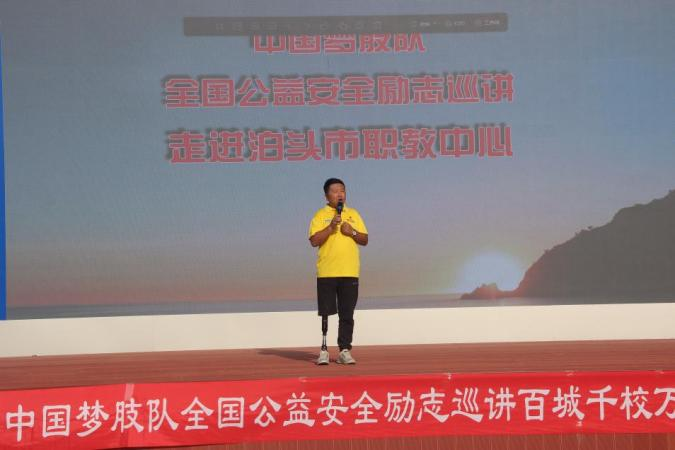 中国梦肢队
全国公益安全励志巡讲
走进泊头市职教中心
中国梦肢队全国公益安全励志巡讲百城千校万